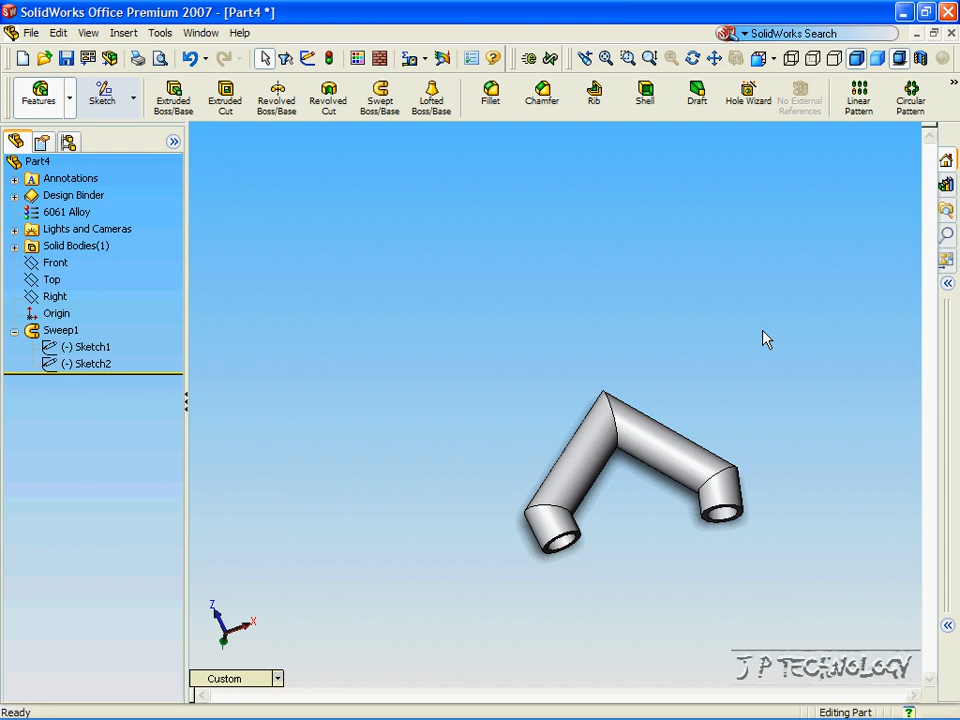 SolidWorks Office Premium 2007 - [Part4 *]
File Edit View Insert Tools Window Help SolidWorks Search
Features Sketch Extruded Boss/Base Extruded Cut Revolved Boss/Base Revolved Cut Swept Boss/Base Lofted Boss/Base Fillet Chamfer Rib Shell Draft Hole Wizard No External References Linear Pattern Circular Pattern
Part4
Annotations
Design Binder
6061 Alloy
Lights and Cameras
Solid Bodies(1)
Front
Top
Right
Origin
Sweep1
(-) Sketch1
(-) Sketch2
Z
X
Custom
J P TECHNOLOGY
Ready Editing Part